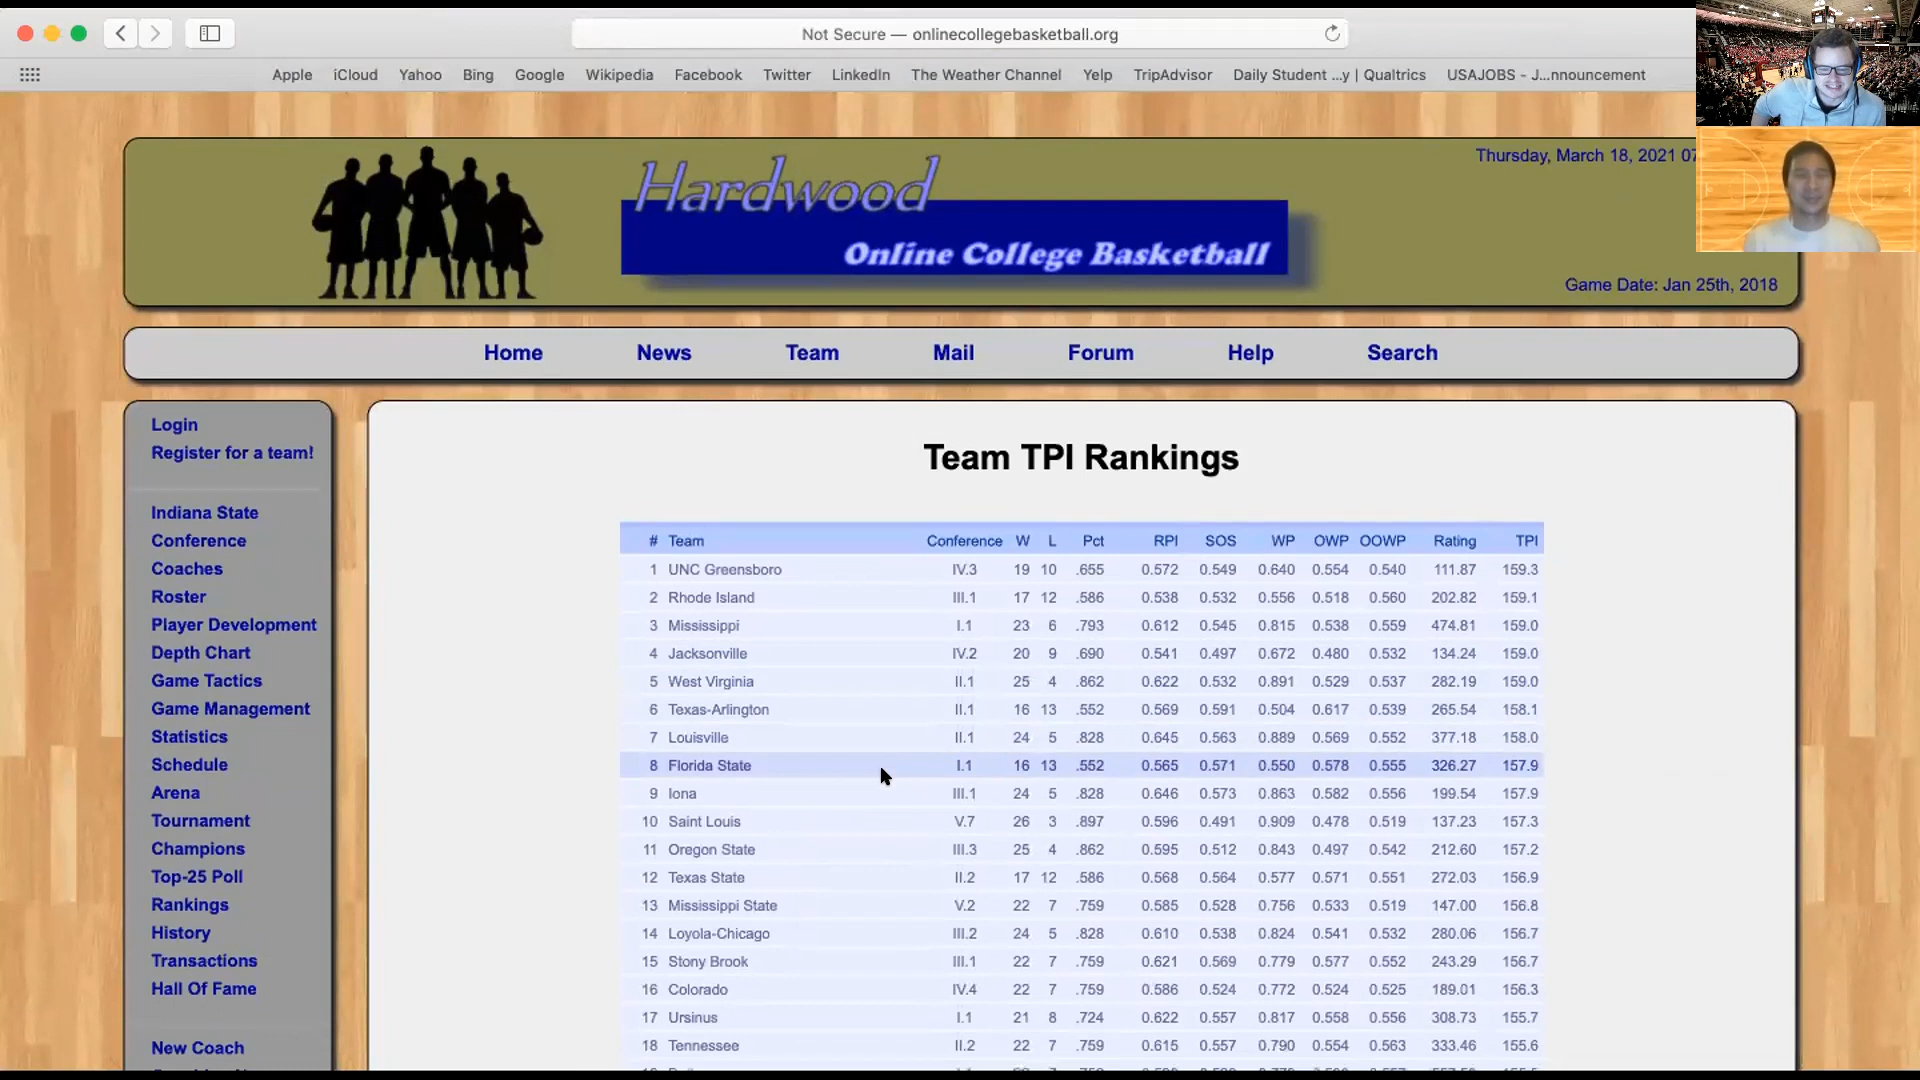 Not Secure — onlinecollegebasketball.org
Apple iCloud Yahoo Bing Google Wikipedia Facebook Twitter LinkedIn The Weather Channel Yelp TripAdvisor Daily Student ...y | Qualtrics USAJOBS - J...nnouncement
Thursday, March 18, 2021 07
Hardwood
Online College Basketball
Game Date: Jan 25th, 2018
Home News Team Mail Forum Help Search
Login
Register for a team!
Indiana State
Conference
Coaches
Roster
Player Development
Depth Chart
Game Tactics
Game Management
Statistics
Schedule
Arena
Tournament
Champions
Top-25 Poll
Rankings
History
Transactions
Hall Of Fame
New Coach
Team TPI Rankings
# Team Conference W L Pct RPI SOS WP OWP OOWP Rating TPI
1 UNC Greensboro IV.3 19 10 .655 0.572 0.549 0.640 0.554 0.540 111.87 159.3
2 Rhode Island III.1 17 12 .586 0.538 0.532 0.556 0.518 0.560 202.82 159.1
3 Mississippi I.1 23 6 .793 0.612 0.545 0.815 0.538 0.559 474.81 159.0
4 Jacksonville IV.2 20 9 .690 0.541 0.497 0.672 0.480 0.532 134.24 159.0
5 West Virginia II.1 25 4 .862 0.622 0.532 0.891 0.529 0.537 282.19 159.0
6 Texas-Arlington II.1 16 13 .552 0.569 0.591 0.504 0.617 0.539 265.54 158.1
7 Louisville II.1 24 5 .828 0.645 0.563 0.889 0.569 0.552 377.18 158.0
8 Florida State I.1 16 13 .552 0.565 0.571 0.550 0.578 0.555 326.27 157.9
9 Iona III.1 24 5 .828 0.646 0.573 0.863 0.582 0.556 199.54 157.9
10 Saint Louis V.7 26 3 .897 0.596 0.491 0.909 0.478 0.519 137.23 157.3
11 Oregon State III.3 25 4 .862 0.595 0.512 0.843 0.497 0.542 212.60 157.2
12 Texas State II.2 17 12 .586 0.568 0.564 0.577 0.571 0.551 272.03 156.9
13 Mississippi State V.2 22 7 .759 0.585 0.528 0.756 0.533 0.519 147.00 156.8
14 Loyola-Chicago III.2 24 5 .828 0.610 0.538 0.824 0.541 0.532 280.06 156.7
15 Stony Brook III.1 22 7 .759 0.621 0.569 0.779 0.577 0.552 243.29 156.7
16 Colorado IV.4 22 7 .759 0.586 0.524 0.772 0.524 0.525 189.01 156.3
17 Ursinus I.1 21 8 .724 0.622 0.557 0.817 0.558 0.556 308.73 155.7
18 Tennessee II.2 22 7 .759 0.615 0.557 0.790 0.554 0.563 333.46 155.6